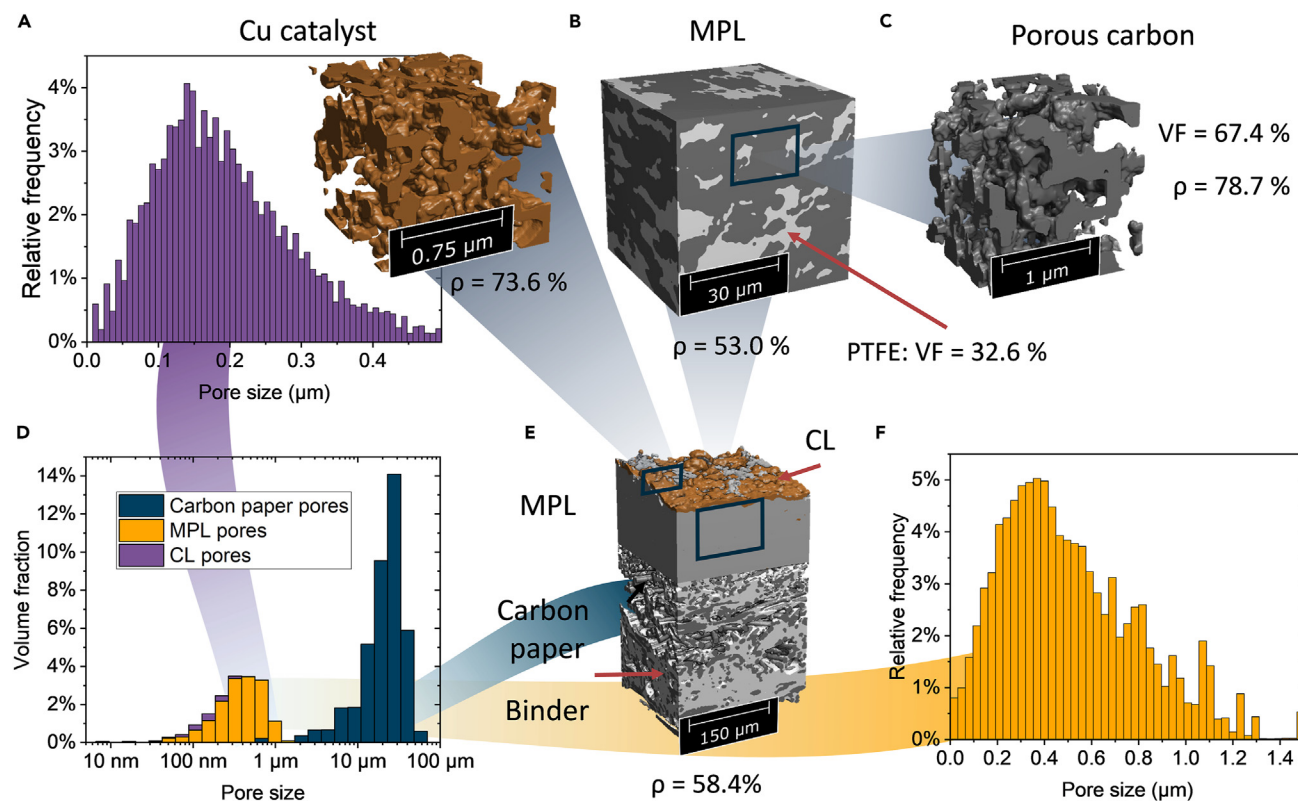 A
Cu catalyst
Relative frequency
4%
3%
2%
1%
0%
0.0
0.1
0.2
0.3
0.4
Pore size (µm)
0.75 µm
ρ = 73.6 %
B
MPL
30 µm
ρ = 53.0 %
PTFE: VF = 32.6 %
C
Porous carbon
VF = 67.4 %
ρ = 78.7 %
1 µm
D
Volume fraction
14%
12%
10%
8%
6%
4%
2%
0%
Carbon paper pores
MPL pores
CL pores
10 nm
100 nm
1 µm
10 µm
100 µm
Pore size
E
CL
MPL
Carbon
paper
Binder
150 µm
ρ = 58.4%
F
Relative frequency
5%
4%
5%
2%
1%
0%
0.0
0.2
0.4
0.6
0.8
1.0
1.2
1.4
Pore size (µm)